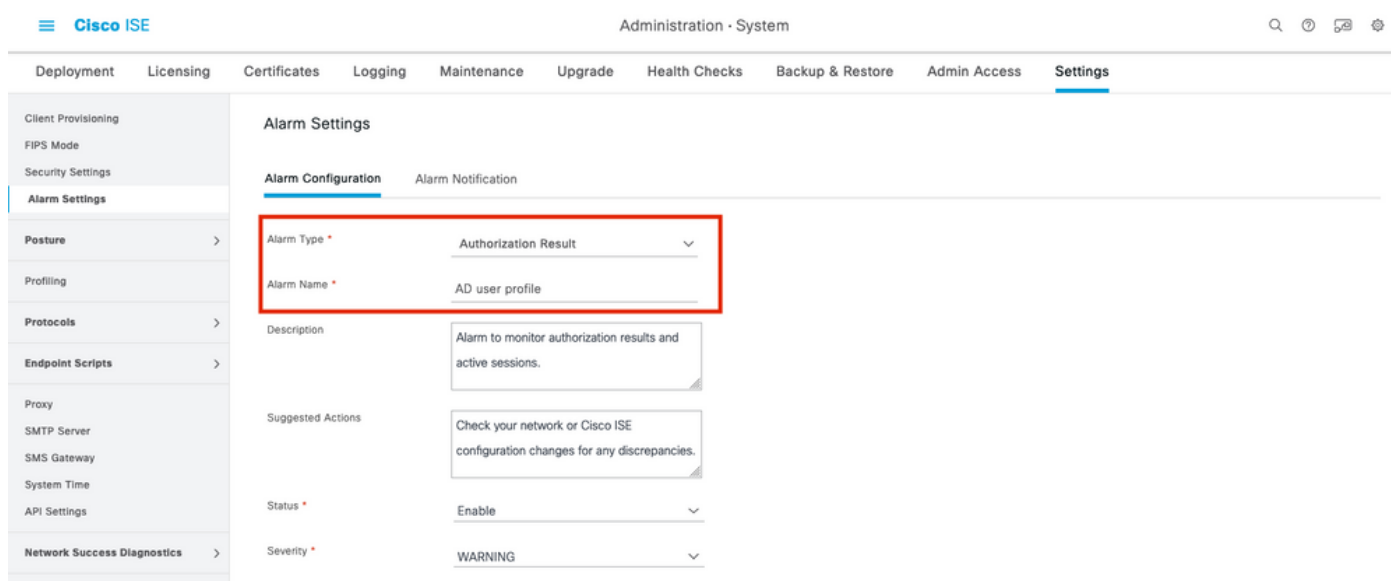 Cisco ISE
Administration · System
Deployment Licensing Certificates Logging Maintenance Upgrade Health Checks Backup & Restore Admin Access Settings
Client Provisioning
FIPS Mode
Security Settings
Alarm Settings
Posture
Profiling
Protocols
Endpoint Scripts
Proxy
SMTP Server
SMS Gateway
System Time
API Settings
Network Success Diagnostics
Alarm Settings
Alarm Configuration Alarm Notification
Alarm Type * Authorization Result
Alarm Name * AD user profile
Description Alarm to monitor authorization results and
active sessions.
Suggested Actions Check your network or Cisco ISE
configuration changes for any discrepancies.
Status * Enable
Severity * WARNING